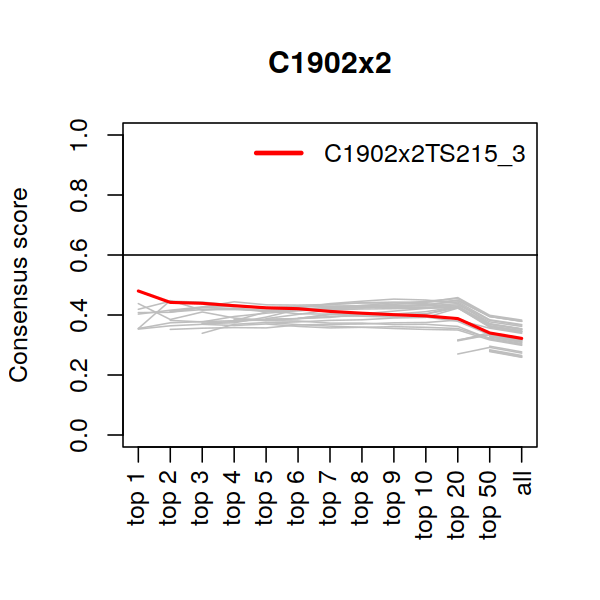 C1902x2
C1902x2TS215_3
Consensus score
1.0
0.8
0.6
0.4
0.2
0.0
top 1
top 2
top 3
top 4
top 5
top 6
top 7
top 8
top 9
top 10
top 20
top 50
all